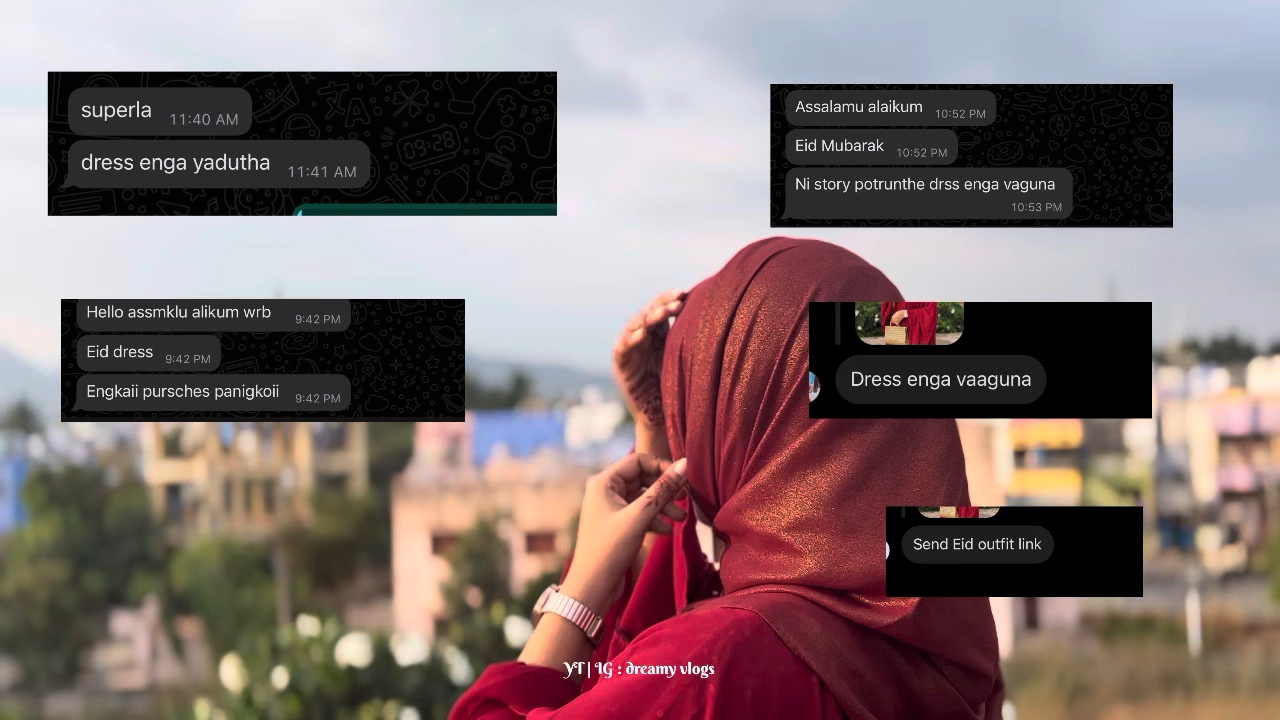 superla 11:40 AM
dress enga yadutha 11:41 AM
Assalamu alaikum 10:52 PM
Eid Mubarak 10:52 PM
Ni story potrunthe drss enga vaguna
10:53 PM
Hello assmklu alikum wrb 9:42 PM
Eid dress 9:42 PM
Engkaii pursches panigkoii 9:42 PM
Dress enga vaaguna
Send Eid outfit link
YT | IG : dreamy vlogs